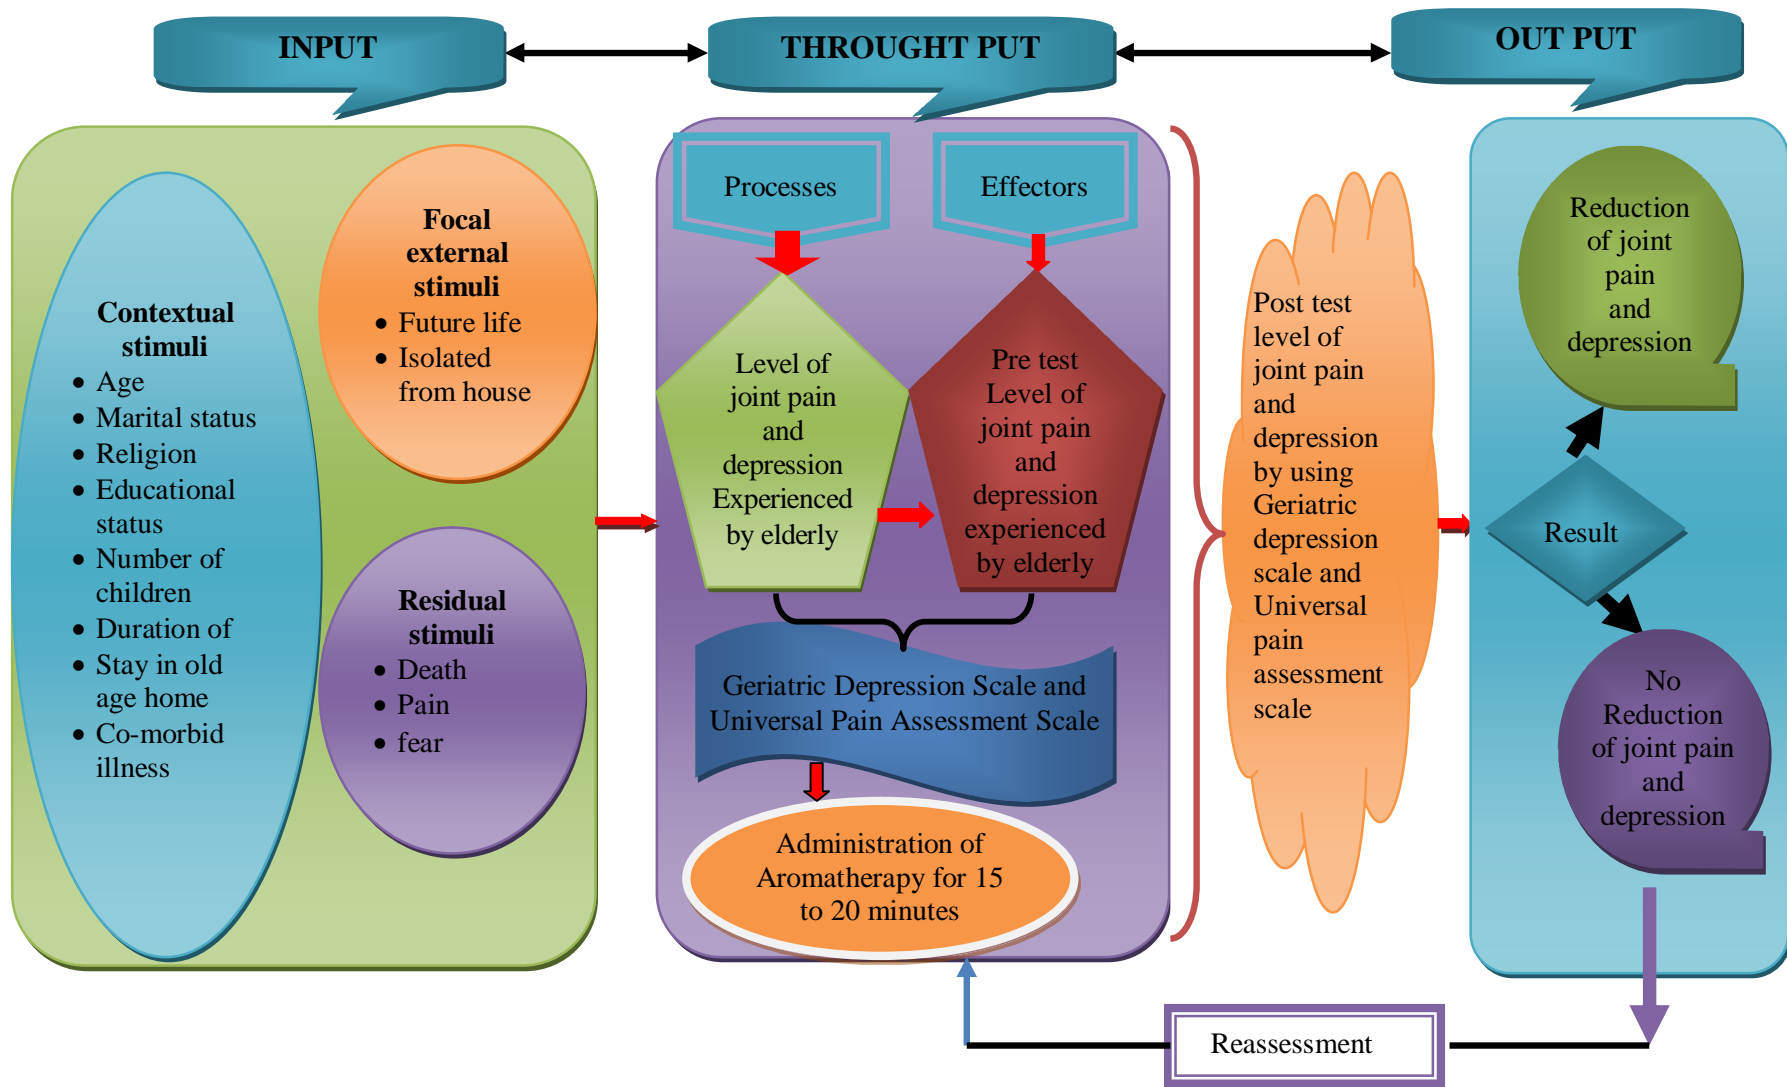 INPUT
THROUGHT PUT
OUT PUT
Contextual
stimuli
• Age
• Marital status
• Religion
• Educational
status
• Number of
children
• Duration of
• Stay in old
age home
• Co-morbid
illness
Focal
external
stimuli
• Future life
• Isolated
from house
Residual
stimuli
• Death
• Pain
• fear
Processes
Effectors
Level of
joint pain
and
depression
Experienced
by elderly
Pre test
Level of
joint pain
and
depression
experienced
by elderly
Geriatric Depression Scale and
Universal Pain Assessment Scale
Administration of
Aromatherapy for 15
to 20 minutes
Post test
level of
joint pain
and
depression
by using
Geriatric
depression
scale and
Universal
pain
assessment
scale
Reduction
of joint
pain
and
depression
Result
No
Reduction
of joint pain
and
depression
Reassessment